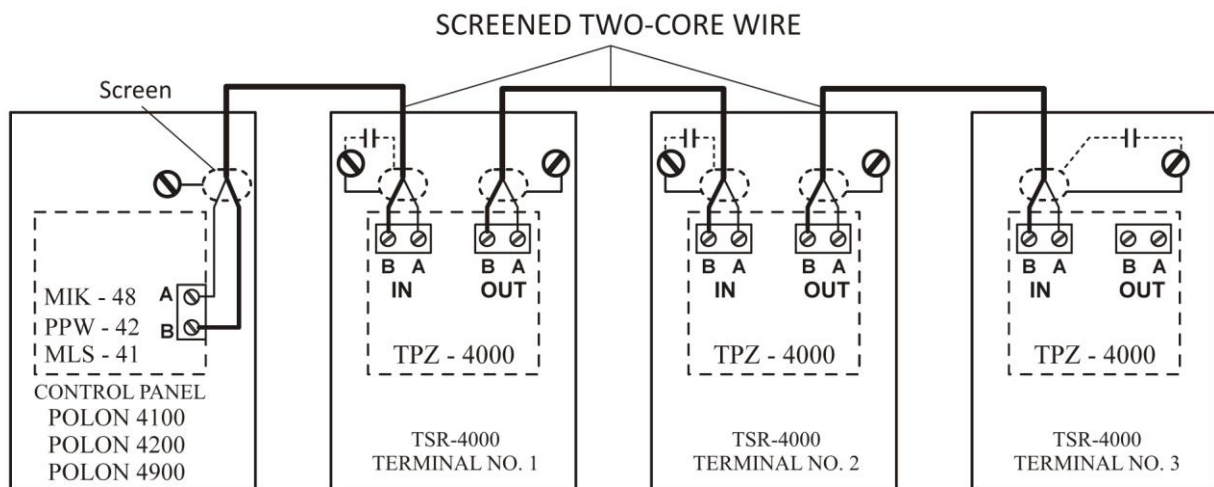 SCREENED TWO-CORE WIRE
Screen
MIK - 48
PPW - 42
MLS - 41
A
B
CONTROL PANEL
POLON 4100
POLON 4200
POLON 4900
B A B A
IN OUT
TPZ - 4000
TSR-4000
TERMINAL NO. 1
B A B A
IN OUT
TPZ - 4000
TSR-4000
TERMINAL NO. 2
B A B A
IN OUT
TPZ - 4000
TSR-4000
TERMINAL NO. 3